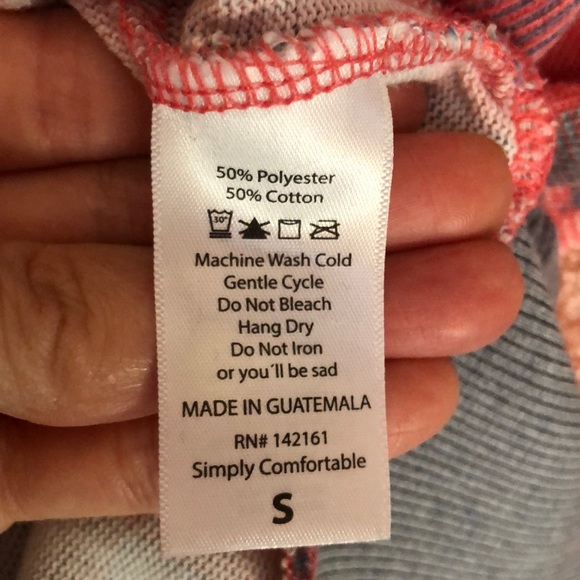 50% Polyester
50% Cotton
30°
Machine Wash Cold
Gentle Cycle
Do Not Bleach
Hang Dry
Do Not Iron
or you´ll be sad
MADE IN GUATEMALA
RN# 142161
Simply Comfortable
S